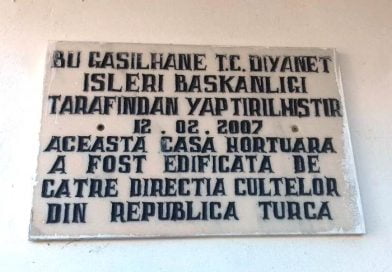 BU GASILHANE T.C. DIYANET
ISLERI BASKANLIGI
TARAFINDAN YAPTIRILMISTIR
12.02.2007
ACEASTA CASA MORTUARA
A FOST EDIFICATA DE
CATRE DIRECTIA CULTELOR
DIN REPUBLICA TURCA